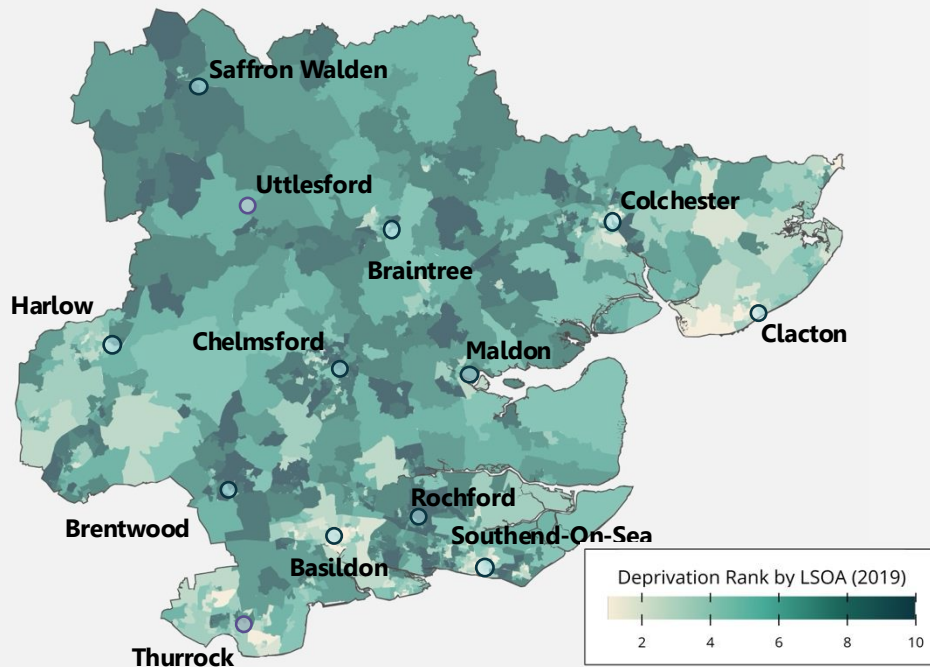 Saffron Walden
Uttlesford
Colchester
Braintree
Harlow
Clacton
Chelmsford
Maldon
Rochford
Brentwood
Southend-On-Sea
Basildon
Thurrock
Deprivation Rank by LSOA (2019)
2 4 6 8 10